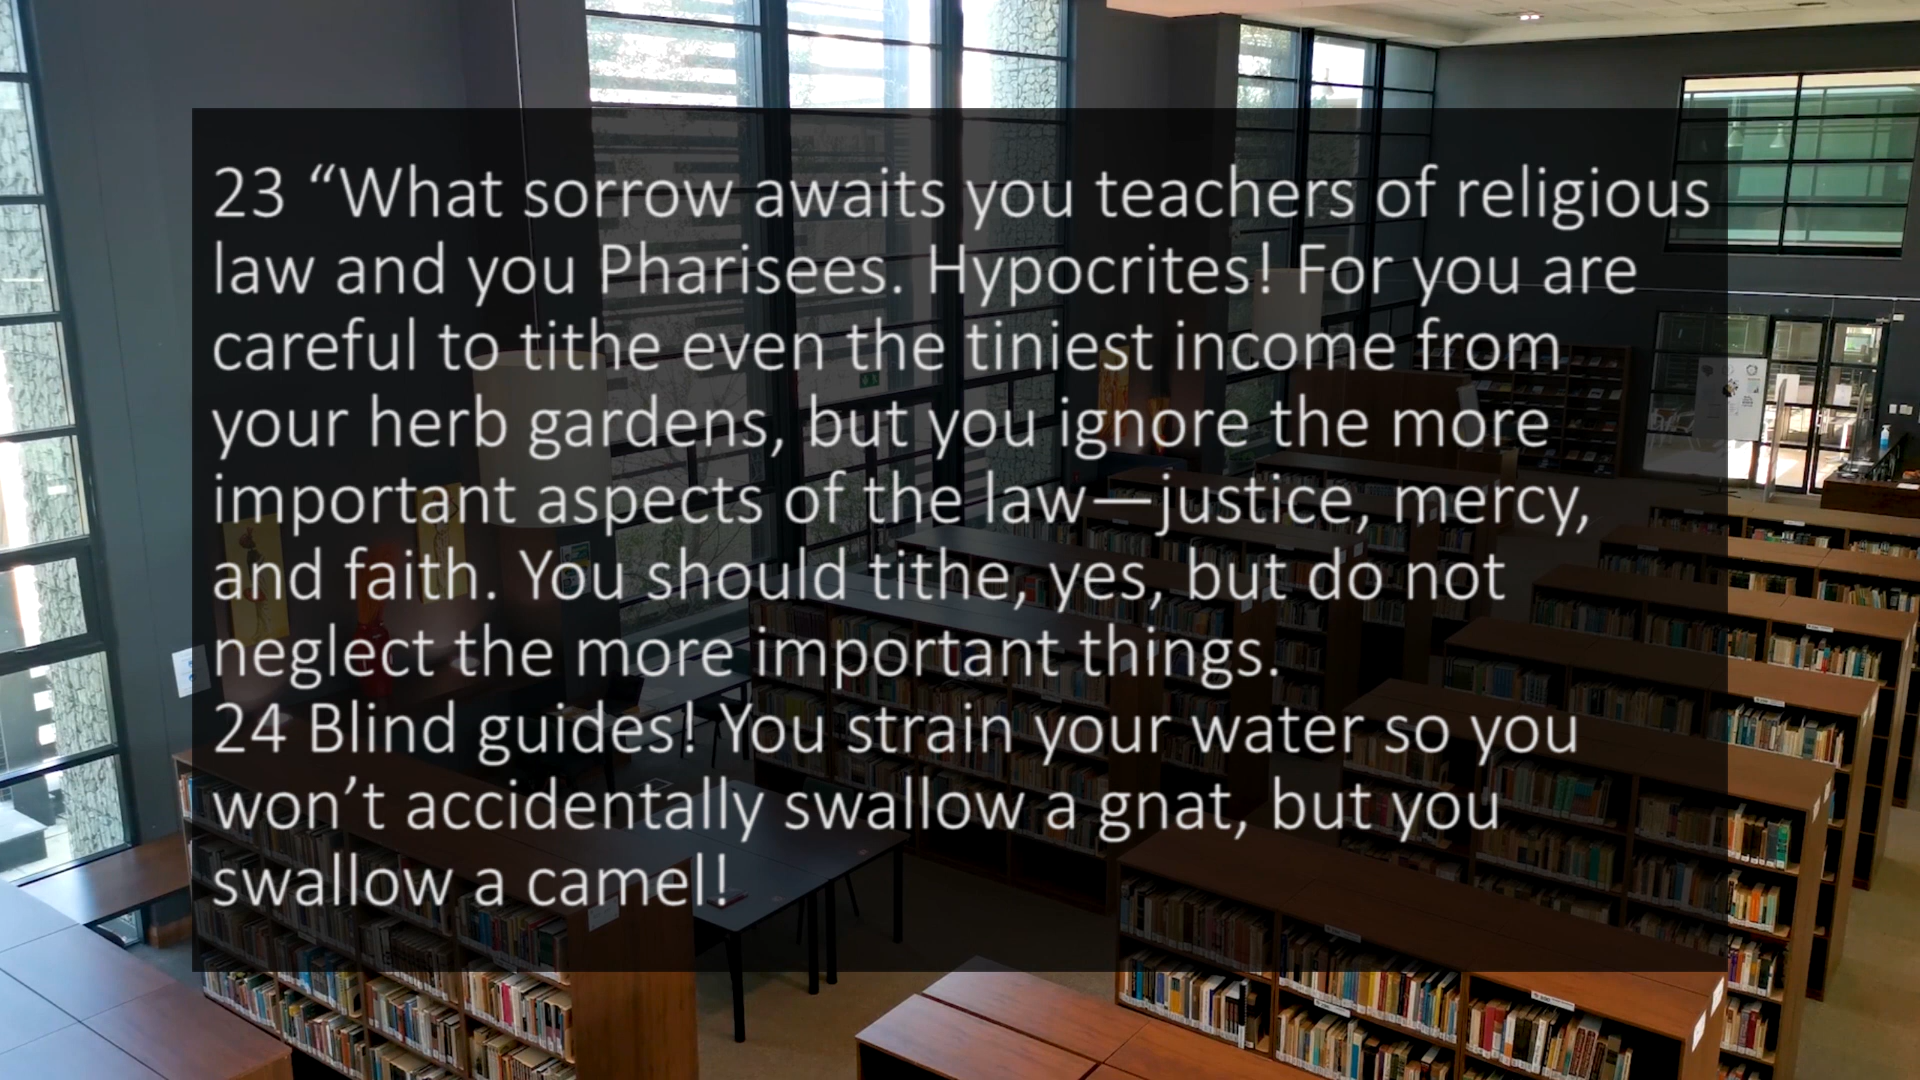 23 “What sorrow awaits you teachers of religious
law and you Pharisees. Hypocrites! For you are
careful to tithe even the tiniest income from
your herb gardens, but you ignore the more
important aspects of the law—justice, mercy,
and faith. You should tithe, yes, but do not
neglect the more important things.
24 Blind guides! You strain your water so you
won’t accidentally swallow a gnat, but you
swallow a camel!